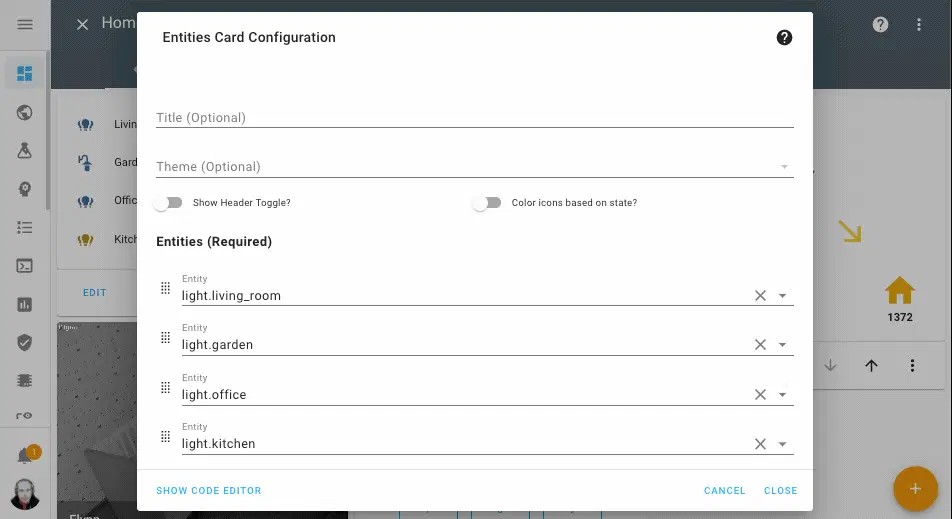 Hom
Entities Card Configuration
Title (Optional)
Theme (Optional)
Show Header Toggle?
Color icons based on state?
Entities (Required)
Entity
light.living_room
Entity
light.garden
Entity
light.office
Entity
light.kitchen
SHOW CODE EDITOR
CANCEL
CLOSE
Livin
Gard
Offic
Kitch
EDIT
Flynn
Flynn
1372
1